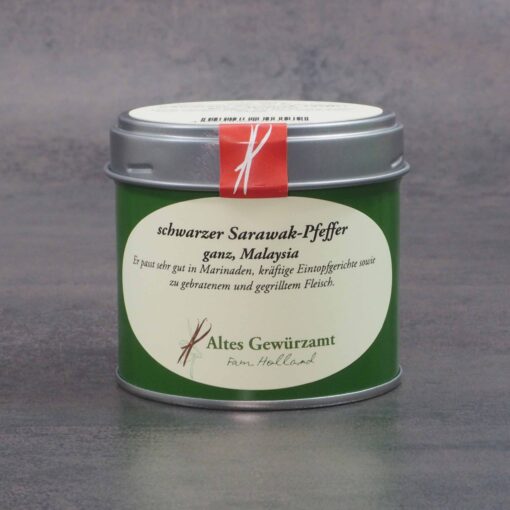 schwarzer Sarawak-Pfeffer
ganz, Malaysia
Er passt sehr gut in Marinaden, kräftige Eintopfgerichte sowie
zu gebratenem und gegrilltem Fleisch.
Altes Gewürzamt
Fam. Holland